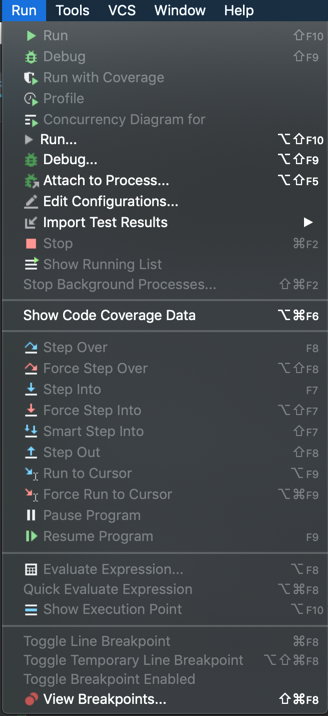 Run Tools VCS Window Help
Run ⇧F10
Debug ⇧F9
Run with Coverage
Profile
Concurrency Diagram for
Run... ⌥⇧F10
Debug... ⌥⇧F9
Attach to Process... ⌥⇧F5
Edit Configurations...
Import Test Results ▶
Stop ⌘F2
Show Running List
Stop Background Processes... ⇧⌘F2
Show Code Coverage Data ⌥⌘F6
Step Over F8
Force Step Over ⌥⇧F8
Step Into F7
Force Step Into ⌥⇧F7
Smart Step Into ⇧F7
Step Out ⇧F8
Run to Cursor ⌥F9
Force Run to Cursor ⌥⌘F9
Pause Program
Resume Program F9
Evaluate Expression... ⌥F8
Quick Evaluate Expression ⌥⌘F8
Show Execution Point ⌥F10
Toggle Line Breakpoint ⌘F8
Toggle Temporary Line Breakpoint ⌥⇧⌘F8
Toggle Breakpoint Enabled
View Breakpoints... ⇧⌘F8